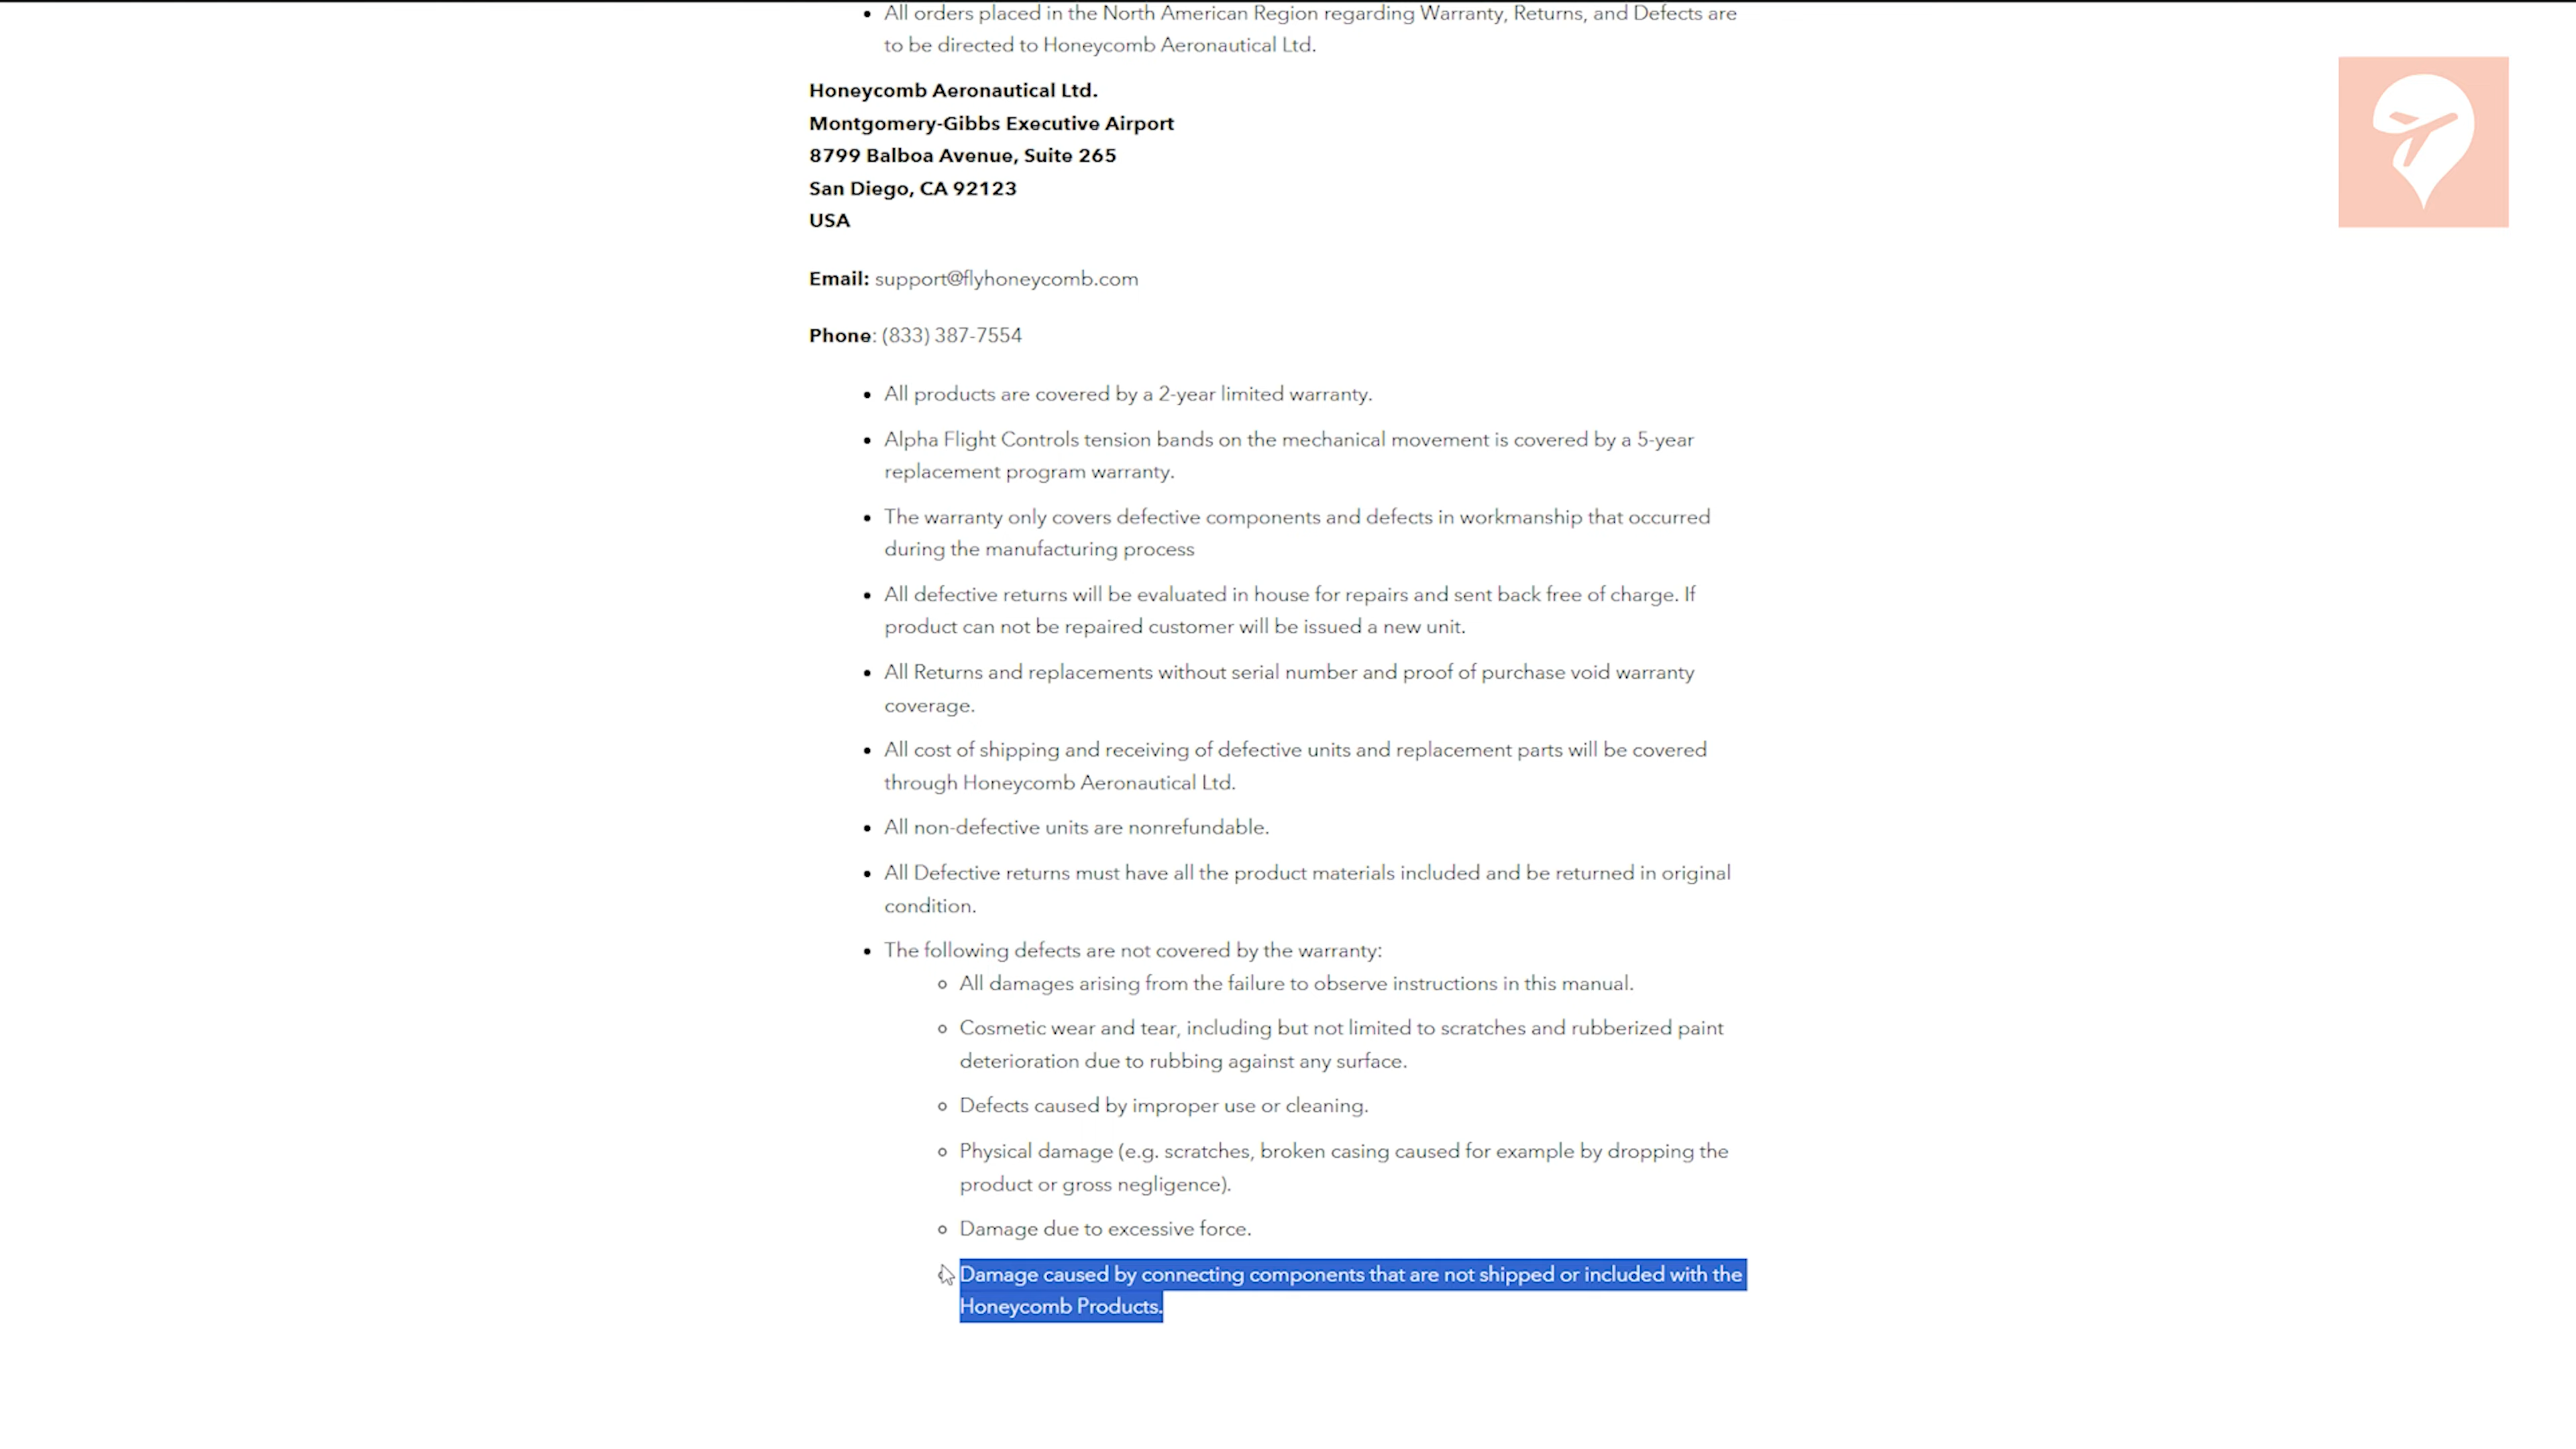 All orders placed in the North American Region regarding Warranty, Returns, and Defects are
to be directed to Honeycomb Aeronautical Ltd.
Honeycomb Aeronautical Ltd.
Montgomery-Gibbs Executive Airport
8799 Balboa Avenue, Suite 265
San Diego, CA 92123
USA
Email: support@flyhoneycomb.com
Phone: (833) 387-7554
All products are covered by a 2-year limited warranty.
Alpha Flight Controls tension bands on the mechanical movement is covered by a 5-year
replacement program warranty.
The warranty only covers defective components and defects in workmanship that occurred
during the manufacturing process
All defective returns will be evaluated in house for repairs and sent back free of charge. If
product can not be repaired customer will be issued a new unit.
All Returns and replacements without serial number and proof of purchase void warranty
coverage.
All cost of shipping and receiving of defective units and replacement parts will be covered
through Honeycomb Aeronautical Ltd.
All non-defective units are nonrefundable.
All Defective returns must have all the product materials included and be returned in original
condition.
The following defects are not covered by the warranty:
All damages arising from the failure to observe instructions in this manual.
Cosmetic wear and tear, including but not limited to scratches and rubberized paint
deterioration due to rubbing against any surface.
Defects caused by improper use or cleaning.
Physical damage (e.g. scratches, broken casing caused for example by dropping the
product or gross negligence).
Damage due to excessive force.
Damage caused by connecting components that are not shipped or included with the
Honeycomb Products.